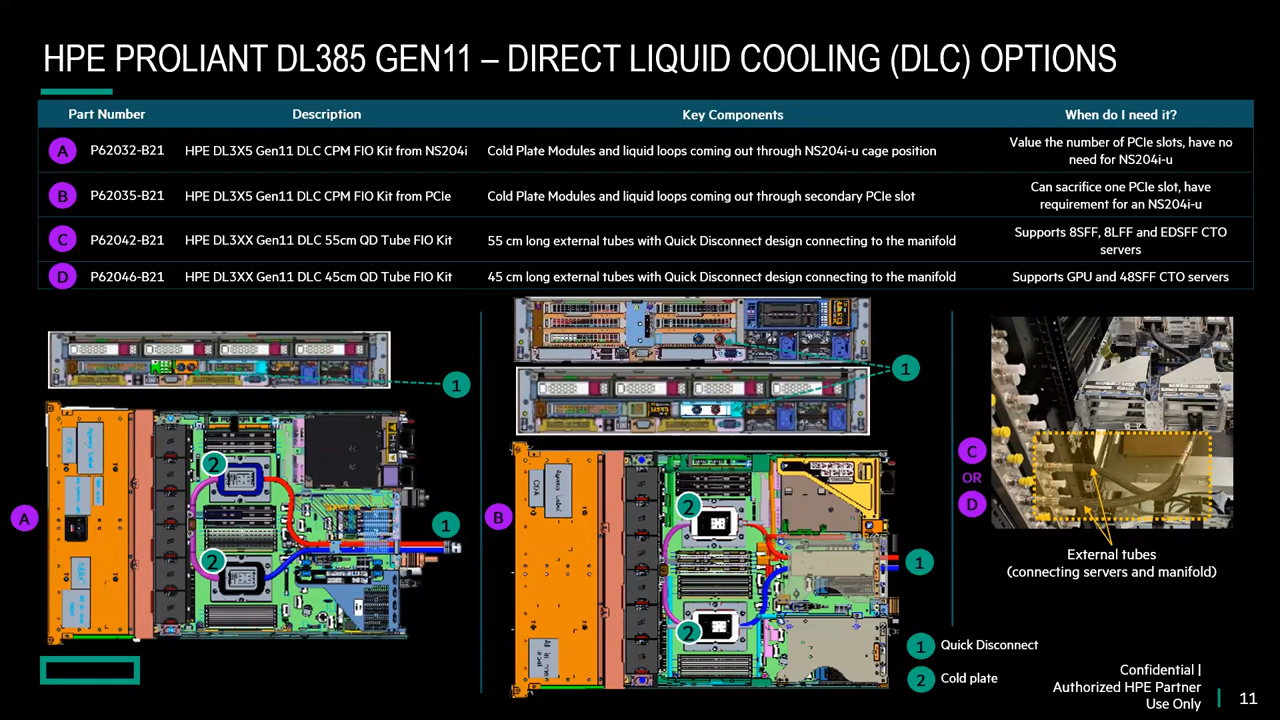 HPE PROLIANT DL385 GEN11 – DIRECT LIQUID COOLING (DLC) OPTIONS
Part Number Description Key Components When do I need it?
A P62032-B21 HPE DL3X5 Gen11 DLC CPM FIO Kit from NS204i Cold Plate Modules and liquid loops coming out through NS204i-u cage position Value the number of PCIe slots, have no
need for NS204i-u
B P62035-B21 HPE DL3X5 Gen11 DLC CPM FIO Kit from PCIe Cold Plate Modules and liquid loops coming out through secondary PCIe slot Can sacrifice one PCIe slot, have
requirement for an NS204i-u
C P62042-B21 HPE DL3XX Gen11 DLC 55cm QD Tube FIO Kit 55 cm long external tubes with Quick Disconnect design connecting to the manifold Supports 8SFF, 8LFF and EDSFF CTO
servers
D P62046-B21 HPE DL3XX Gen11 DLC 45cm QD Tube FIO Kit 45 cm long external tubes with Quick Disconnect design connecting to the manifold Supports GPU and 48SFF CTO servers
1
1
A
2
2
1
Agency Label
B
2
2
1
Agency Label
C
OR
D
External tubes
(connecting servers and manifold)
1 Quick Disconnect
2 Cold plate
Confidential |
Authorized HPE Partner
Use Only
11